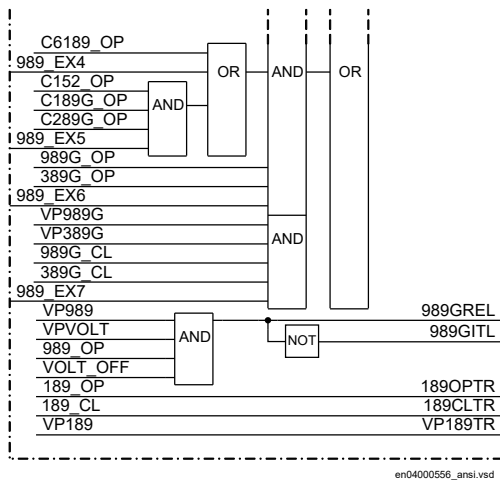 C6189_OP
989_EX4
OR
AND
OR
C152_OP
C189G_OP
AND
C289G_OP
989_EX5
989G_OP
389G_OP
989_EX6
VP989G
VP389G
AND
989G_CL
389G_CL
989_EX7
VP989
989GREL
VPVOLT
AND
NOT
989GITL
989_OP
VOLT_OFF
189_OP
189OPTR
189_CL
189CLTR
VP189
VP189TR
en04000556_ansi.vsd